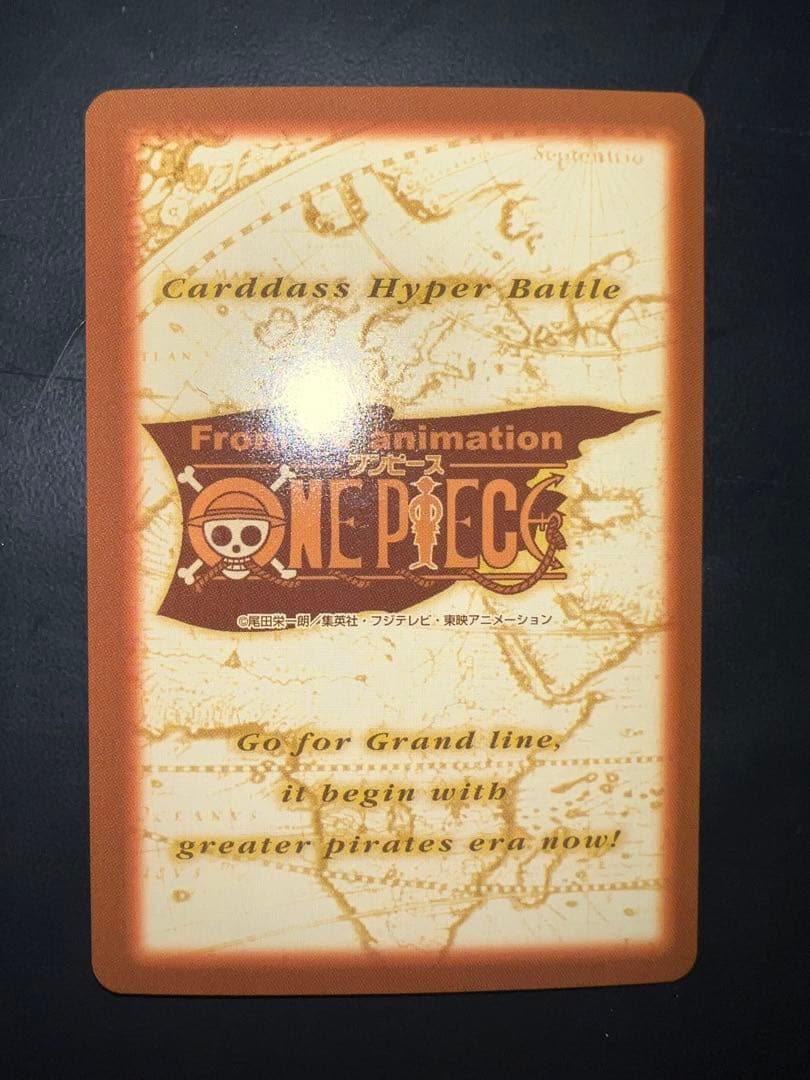 Septentrio
Carddass Hyper Battle
From animation
ワンピース
ONE PIECE
©尾田栄一朗／集英社・フジテレビ・東映アニメーション
Go for Grand line,
it begin with
greater pirates era now!